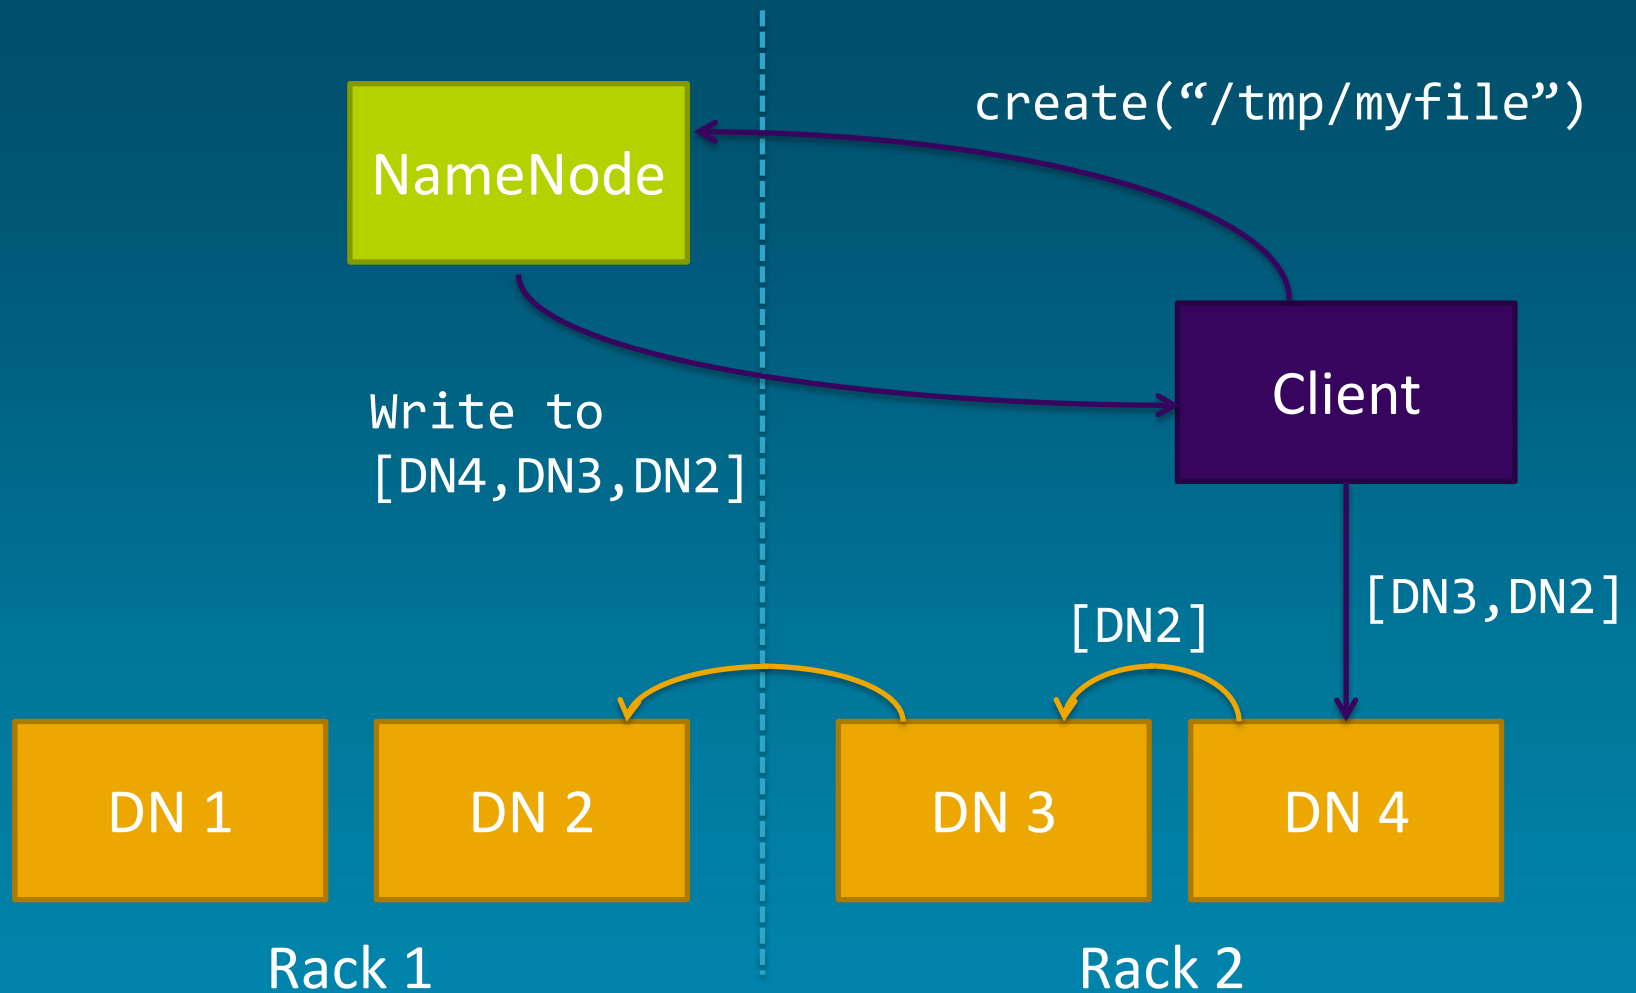 create(“/tmp/myfile”)
NameNode
Client
Write to
[DN4,DN3,DN2]
[DN3,DN2]
[DN2]
DN 1
DN 2
DN 3
DN 4
Rack 1
Rack 2